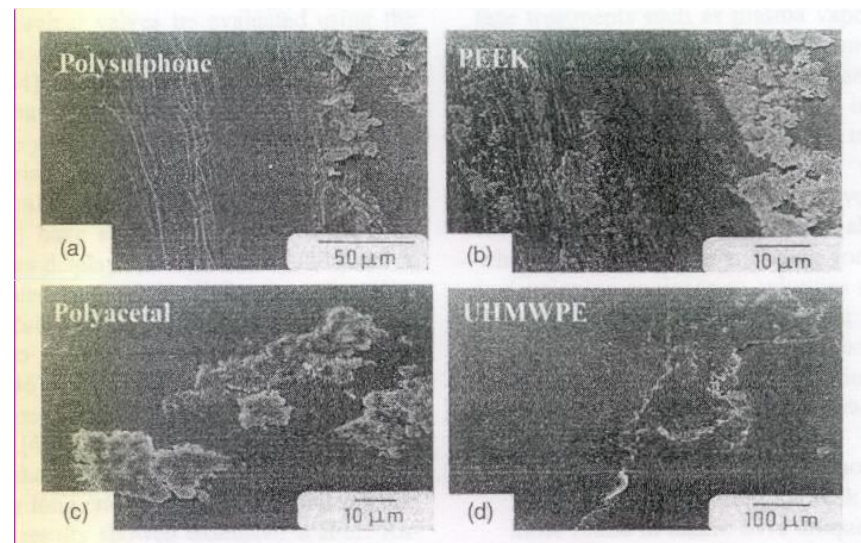 Polysulphone
(a)
50 μm
PEEK
(b)
10 μm
Polyacetal
(c)
10 μm
UHMWPE
(d)
100 μm